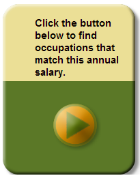 Click the button
below to find
occupations that
match this annual
salary.